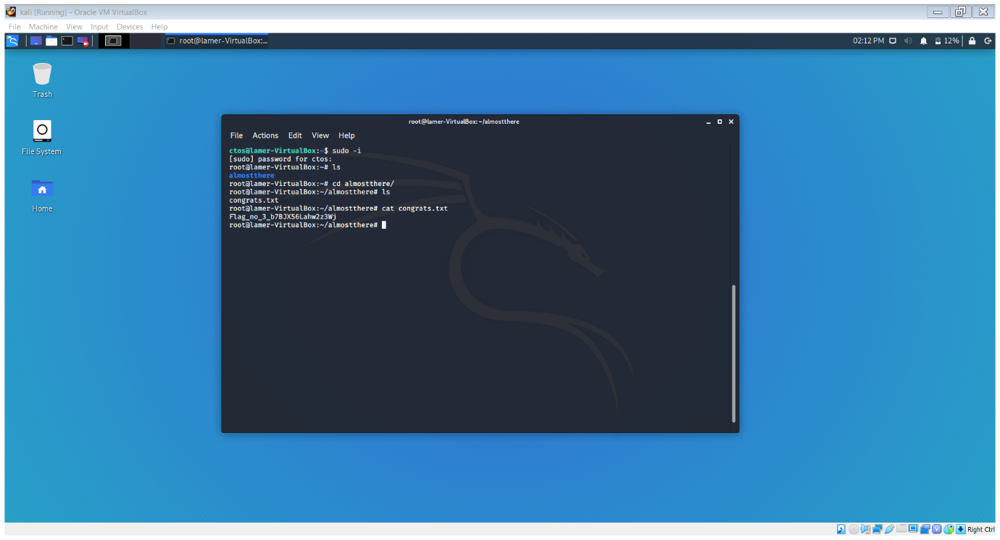 kali [Running] - Oracle VM VirtualBox
File Machine View Input Devices Help
root@lamer-VirtualBox:...
02:12 PM
12%
Trash
File System
Home
root@lamer-VirtualBox: ~/almostthere
File Actions Edit View Help
ctos@lamer-VirtualBox:~$ sudo -i
[sudo] password for ctos:
root@lamer-VirtualBox:~# ls
almostthere
root@lamer-VirtualBox:~# cd almostthere/
root@lamer-VirtualBox:~/almostthere# ls
congrats.txt
root@lamer-VirtualBox:~/almostthere# cat congrats.txt
Flag_no_3_b7BJX56Lahw2z3Wj
root@lamer-VirtualBox:~/almostthere#
Right Ctrl